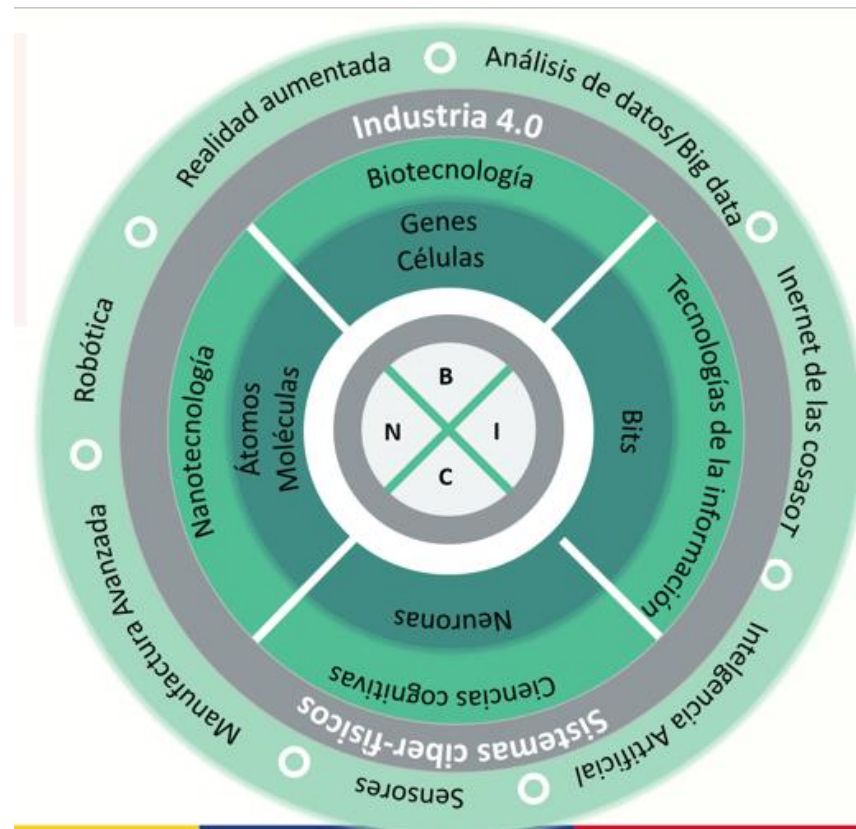 Realidad aumentada
Análisis de datos/Big data
Inernet de las cosasoT
Intelgencia Artificial
Sensores
Manufactura Avanzada
Robótica
Industria 4.0
Sistemas ciber-físicos
Biotecnología
Tecnologías de la información
Ciencias cognitivas
Nanotecnología
Genes
Células
Bits
Neuronas
Átomos
Moléculas
B
N
I
C